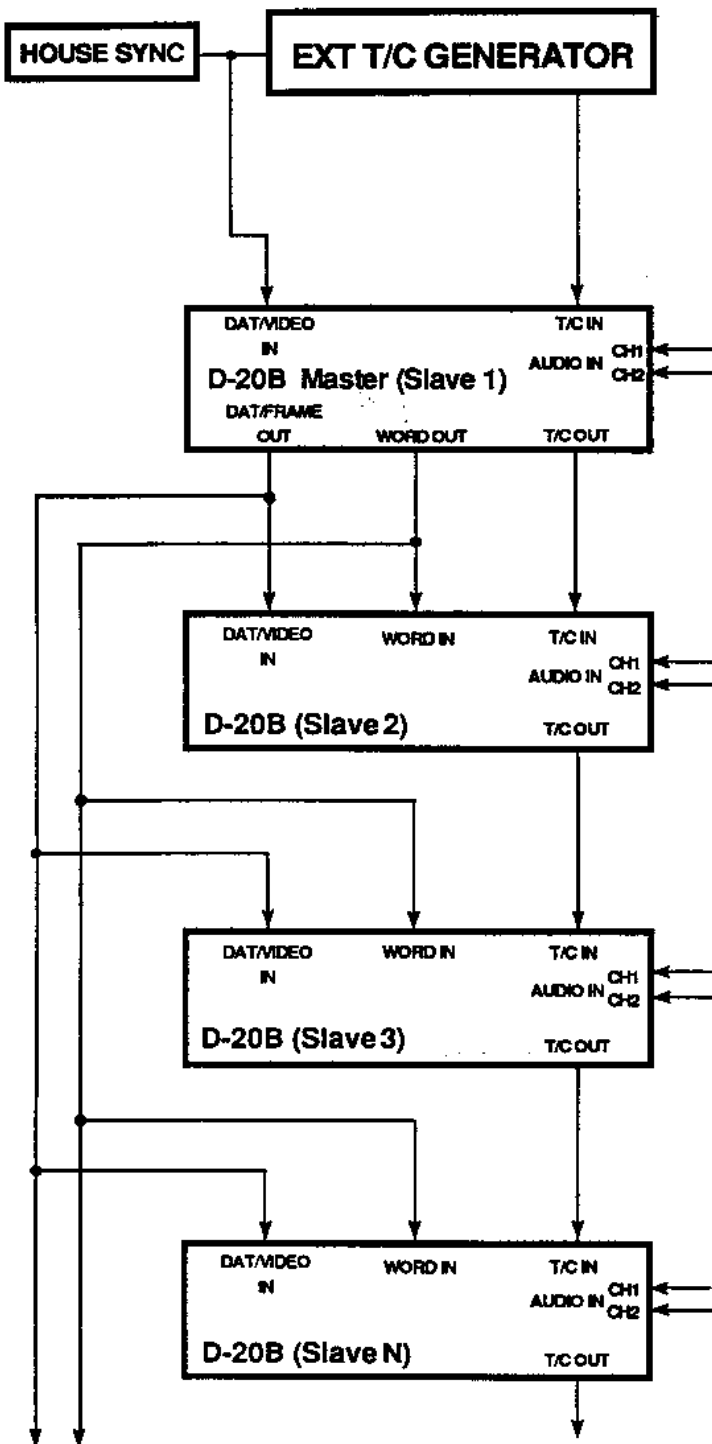 HOUSE SYNC
EXT T/C GENERATOR
DAT/VIDEO
IN
T/C IN
AUDIO IN
CH1
CH2
D-20B Master (Slave 1)
DAT/FRAME
OUT
WORD OUT
T/C OUT
DAT/VIDEO
IN
WORD IN
T/C IN
AUDIO IN
CH1
CH2
D-20B (Slave 2)
T/C OUT
DAT/VIDEO
IN
WORD IN
T/C IN
AUDIO IN
CH1
CH2
D-20B (Slave 3)
T/C OUT
DAT/VIDEO
IN
WORD IN
T/C IN
AUDIO IN
CH1
CH2
D-20B (Slave N)
T/C OUT